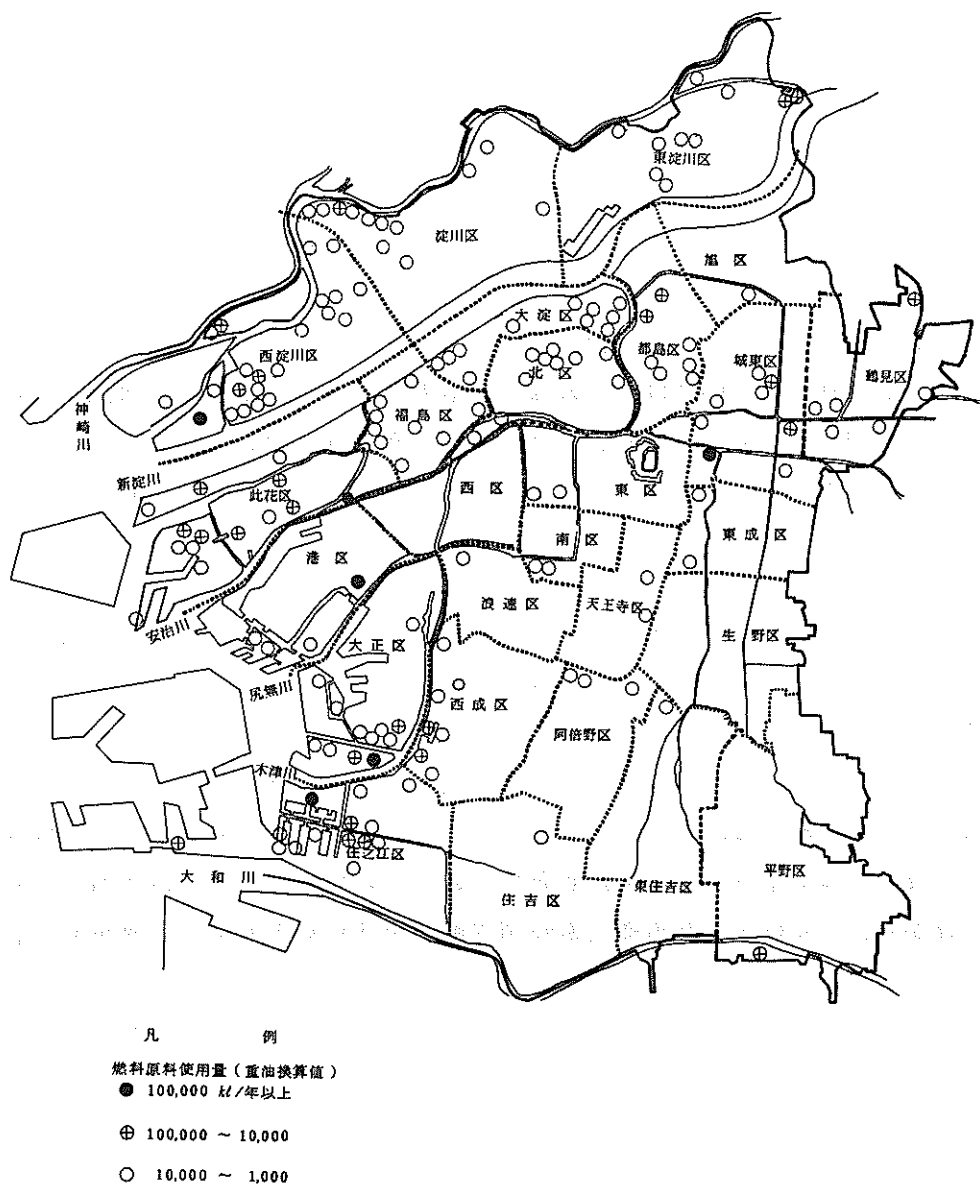 東淀川区
淀川区
旭区
大淀区
西淀川区
都島区
城東区
鶴見区
北区
神崎川
福島区
新淀川
此花区
西区
東区
港区
南区
東成区
浪速区
天王寺区
安治川
大正区
生野区
尻無川
西成区
阿倍野区
木津川
住之江区
大和川
住吉区
東住吉区
平野区
凡 例
燃料原料使用量(重油換算値)
100,000 kl/年以上
100,000 ~ 10,000
10,000 ~ 1,000